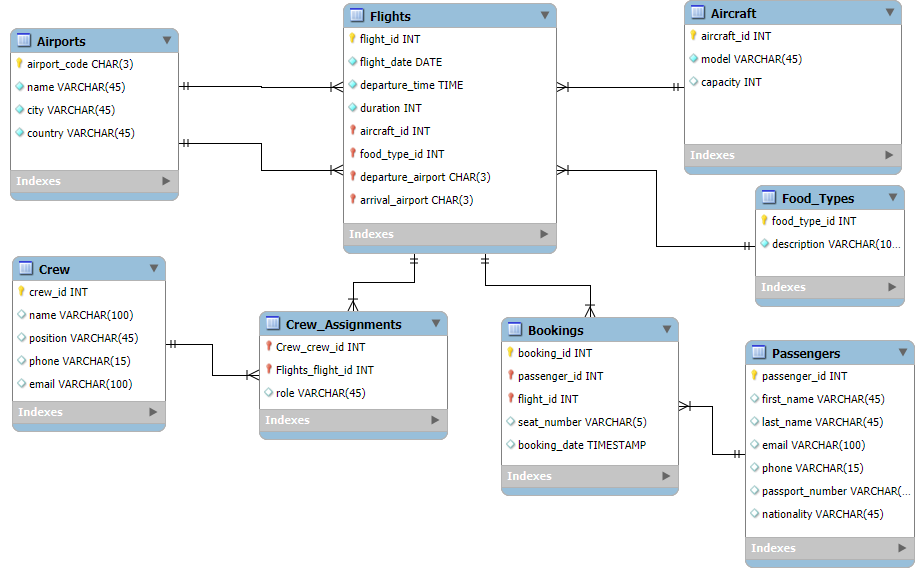 Airports
airport_code CHAR(3)
name VARCHAR(45)
city VARCHAR(45)
country VARCHAR(45)
Indexes
Flights
flight_id INT
flight_date DATE
departure_time TIME
duration INT
aircraft_id INT
food_type_id INT
departure_airport CHAR(3)
arrival_airport CHAR(3)
Indexes
Aircraft
aircraft_id INT
model VARCHAR(45)
capacity INT
Indexes
Food_Types
food_type_id INT
description VARCHAR(10...
Indexes
Crew
crew_id INT
name VARCHAR(100)
position VARCHAR(45)
phone VARCHAR(15)
email VARCHAR(100)
Indexes
Crew_Assignments
Crew_crew_id INT
Flights_flight_id INT
role VARCHAR(45)
Indexes
Bookings
booking_id INT
passenger_id INT
flight_id INT
seat_number VARCHAR(5)
booking_date TIMESTAMP
Indexes
Passengers
passenger_id INT
first_name VARCHAR(45)
last_name VARCHAR(45)
email VARCHAR(100)
phone VARCHAR(15)
passport_number VARCHAR(...
nationality VARCHAR(45)
Indexes